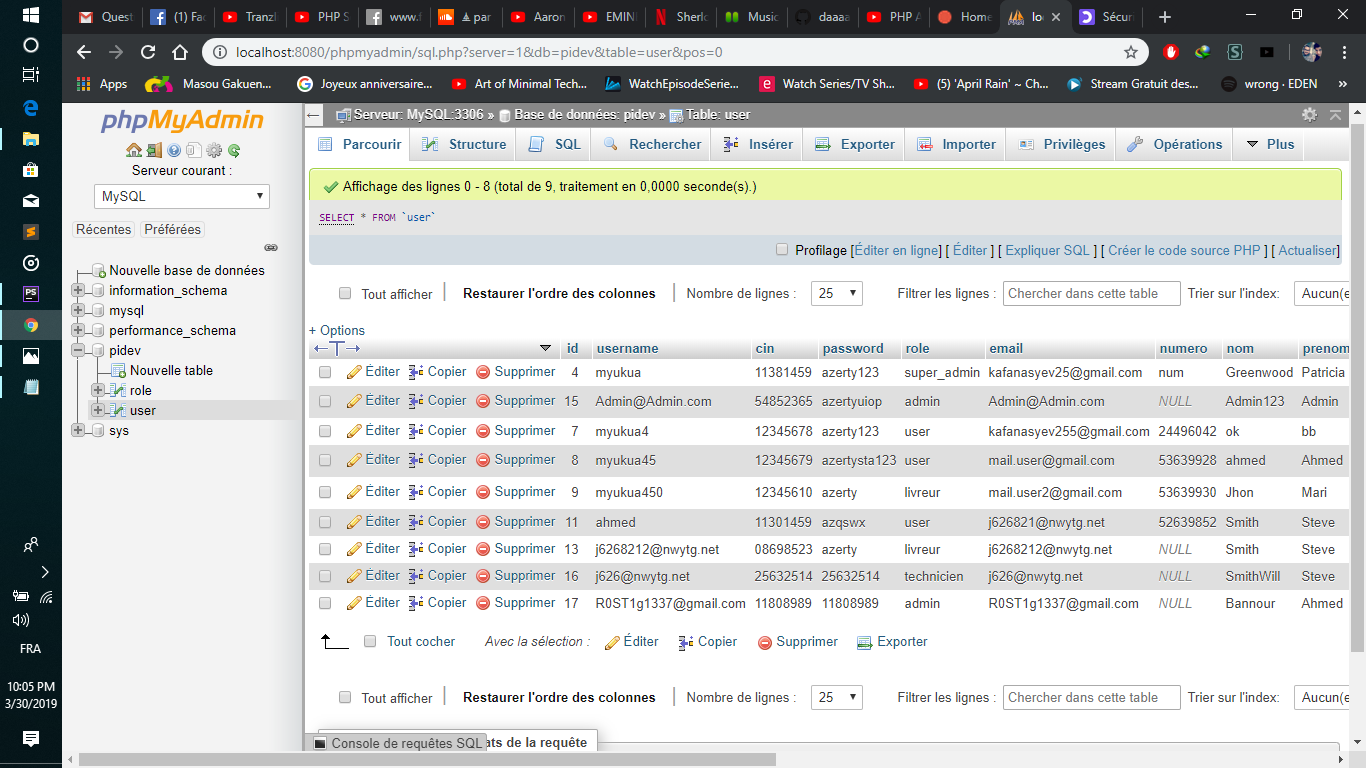 Quest
(1) Fac
Tranzl
PHP S
www.f
⏏ par
Aaron
EMINE
Sherlo
Music
daaaa
PHP A
Home
loc
Sécuri
localhost:8080/phpmyadmin/sql.php?server=1&db=pidev&table=user&pos=0
Apps
Masou Gakuen...
Joyeux anniversaire...
Art of Minimal Tech...
WatchEpisodeSerie...
Watch Series/TV Sh...
(5) 'April Rain' ~ Ch...
Stream Gratuit des...
wrong · EDEN
»
phpMyAdmin
Serveur courant :
MySQL
Récentes Préférées
Nouvelle base de données
information_schema
mysql
performance_schema
pidev
Nouvelle table
role
user
sys
Serveur: MySQL:3306 » Base de données: pidev » Table: user
Parcourir Structure SQL Rechercher Insérer Exporter Importer Privilèges Opérations Plus
Affichage des lignes 0 - 8 (total de 9, traitement en 0,0000 seconde(s).)
SELECT * FROM `user`
Profilage [Éditer en ligne] [ Éditer ] [ Expliquer SQL ] [ Créer le code source PHP ] [ Actualiser]
Tout afficher Restaurer l'ordre des colonnes Nombre de lignes : 25 Filtrer les lignes : Chercher dans cette table Trier sur l'index: Aucun(e
+ Options
id username cin password role email numero nom prenom
Éditer Copier Supprimer 4 myukua 11381459 azerty123 super_admin kafanasyev25@gmail.com num Greenwood Patricia
Éditer Copier Supprimer 15 Admin@Admin.com 54852365 azertyuiop admin Admin@Admin.com NULL Admin123 Admin
Éditer Copier Supprimer 7 myukua4 12345678 azerty123 user kafanasyev255@gmail.com 24496042 ok bb
Éditer Copier Supprimer 8 myukua45 12345679 azertysta123 user mail.user@gmail.com 53639928 ahmed Ahmed
Éditer Copier Supprimer 9 myukua450 12345610 azerty livreur mail.user2@gmail.com 53639930 Jhon Mari
Éditer Copier Supprimer 11 ahmed 11301459 azqswx user j626821@nwytg.net 52639852 Smith Steve
Éditer Copier Supprimer 13 j6268212@nwytg.net 08698523 azerty livreur j6268212@nwytg.net NULL Smith Steve
Éditer Copier Supprimer 16 j626@nwytg.net 25632514 25632514 technicien j626@nwytg.net NULL SmithWill Steve
Éditer Copier Supprimer 17 R0ST1g1337@gmail.com 11808989 11808989 admin R0ST1g1337@gmail.com NULL Bannour Ahmed
Tout cocher Avec la sélection : Éditer Copier Supprimer Exporter
Tout afficher Restaurer l'ordre des colonnes Nombre de lignes : 25 Filtrer les lignes : Chercher dans cette table Trier sur l'index: Aucun(e
Console de requêtes SQL ats de la requête
FRA
10:05 PM
3/30/2019